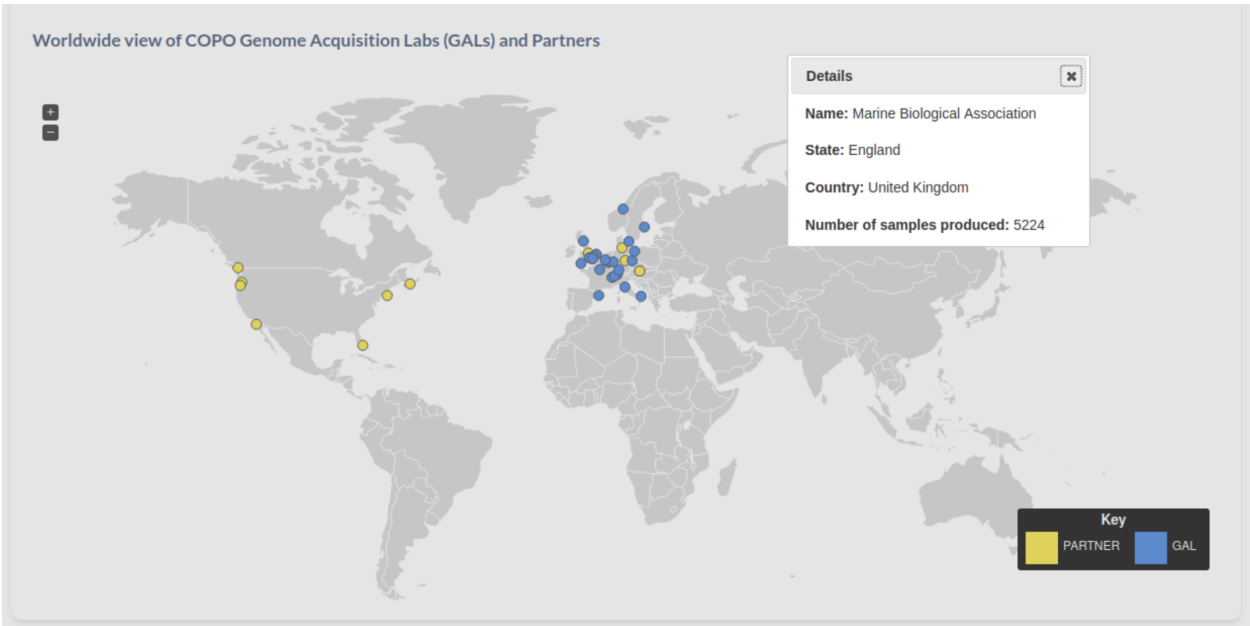 Worldwide view of COPO Genome Acquisition Labs (GALs) and Partners
+
−
Details
Name: Marine Biological Association
State: England
Country: United Kingdom
Number of samples produced: 5224
Key
PARTNER GAL